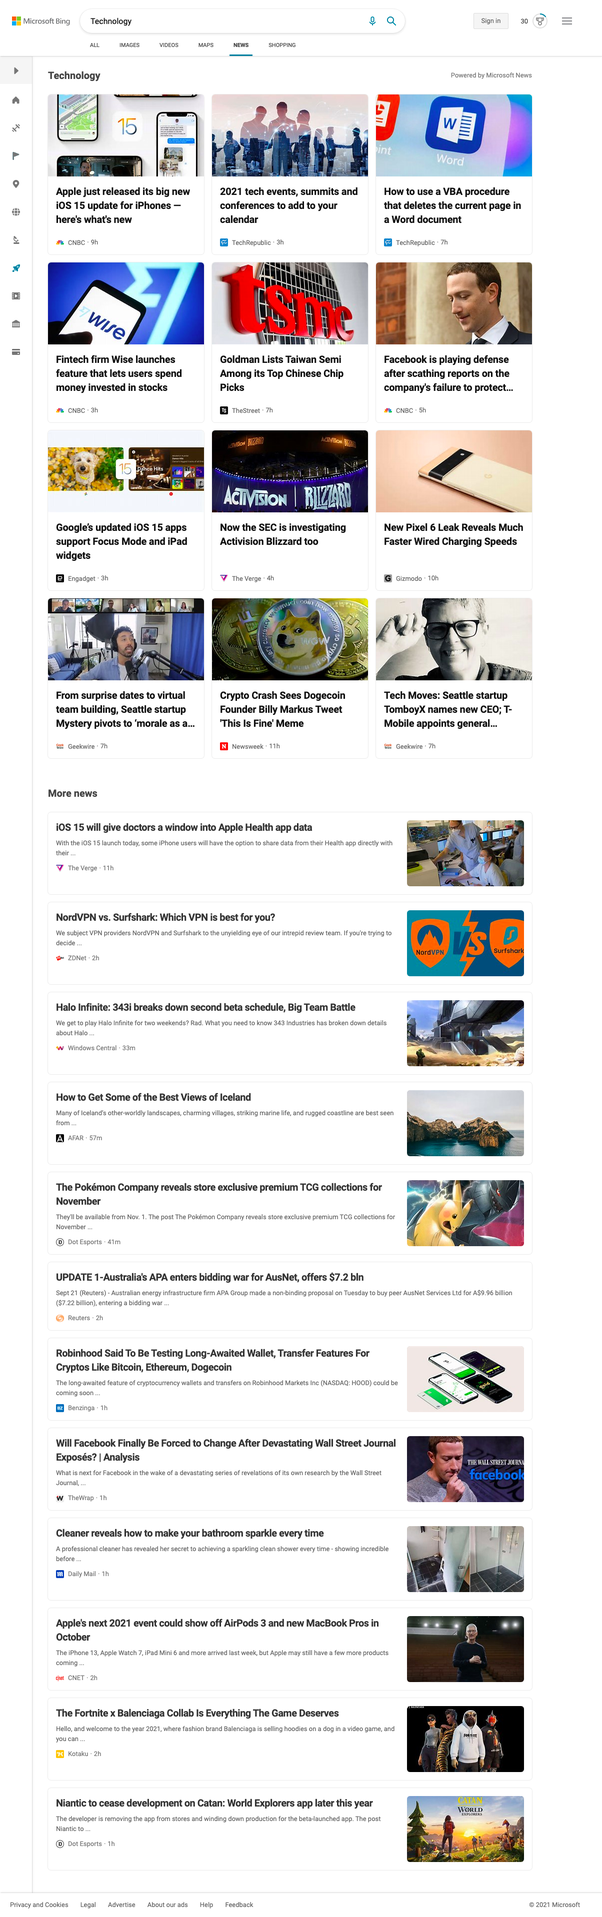 Microsoft Bing
Technology
Sign in
30
ALL IMAGES VIDEOS MAPS NEWS SHOPPING
Technology
Powered by Microsoft News
15
Word
Apple just released its big new
iOS 15 update for iPhones —
here's what's new
CNBC · 9h
2021 tech events, summits and
conferences to add to your
calendar
TechRepublic · 3h
How to use a VBA procedure
that deletes the current page in
a Word document
TechRepublic · 7h
WISE
tsmc
Fintech firm Wise launches
feature that lets users spend
money invested in stocks
CNBC · 3h
Goldman Lists Taiwan Semi
Among its Top Chinese Chip
Picks
TheStreet · 7h
Facebook is playing defense
after scathing reports on the
company's failure to protect...
CNBC · 5h
15
ACTIVISION BLIZZARD
Google's updated iOS 15 apps
support Focus Mode and iPad
widgets
Engadget · 3h
Now the SEC is investigating
Activision Blizzard too
The Verge · 4h
New Pixel 6 Leak Reveals Much
Faster Wired Charging Speeds
Gizmodo · 10h
From surprise dates to virtual
team building, Seattle startup
Mystery pivots to 'morale as a...
Geekwire · 7h
Crypto Crash Sees Dogecoin
Founder Billy Markus Tweet
'This Is Fine' Meme
Newsweek · 11h
Tech Moves: Seattle startup
TomboyX names new CEO; T-
Mobile appoints general...
Geekwire · 7h
More news
iOS 15 will give doctors a window into Apple Health app data
With the iOS 15 launch today, some iPhone users will have the option to share data from their Health app directly with
their ...
The Verge · 11h
NordVPN vs. Surfshark: Which VPN is best for you?
We subject VPN providers NordVPN and Surfshark to the unyielding eye of our intrepid review team. If you're trying to
decide ...
ZDNet · 2h
NordVPN VS Surfshark
Halo Infinite: 343i breaks down second beta schedule, Big Team Battle
We get to play Halo Infinite for two weekends? Rad. What you need to know 343 Industries has broken down details
about Halo ...
Windows Central · 33m
How to Get Some of the Best Views of Iceland
Many of Iceland's other-worldly landscapes, charming villages, striking marine life, and rugged coastline are best seen
from ...
AFAR · 57m
The Pokémon Company reveals store exclusive premium TCG collections for
November
They'll be available from Nov. 1. The post The Pokémon Company reveals store exclusive premium TCG collections for
November ...
Dot Esports · 41m
UPDATE 1-Australia's APA enters bidding war for AusNet, offers $7.2 bln
Sept 21 (Reuters) - Australian energy infrastructure firm APA Group made a non-binding proposal on Tuesday to buy peer AusNet Services Ltd for A$9.96 billion
($7.22 billion), entering a bidding war ...
Reuters · 2h
Robinhood Said To Be Testing Long-Awaited Wallet, Transfer Features For
Cryptos Like Bitcoin, Ethereum, Dogecoin
The long-awaited feature of cryptocurrency wallets and transfers on Robinhood Markets Inc (NASDAQ: HOOD) could be
coming soon ...
Benzinga · 1h
Will Facebook Finally Be Forced to Change After Devastating Wall Street Journal
Exposés? | Analysis
What is next for Facebook in the wake of a devastating series of revelations of its own research by the Wall Street
Journal, ...
TheWrap · 1h
THE WALL STREET JOURNA
facebook
Cleaner reveals how to make your bathroom sparkle every time
A professional cleaner has revealed her secret to achieving a sparkling clean shower every time - showing incredible
before ...
Daily Mail · 1h
Apple's next 2021 event could show off AirPods 3 and new MacBook Pros in
October
The iPhone 13, Apple Watch 7, iPad Mini 6 and more arrived last week, but Apple may still have a few more products
coming ...
CNET · 2h
The Fortnite x Balenciaga Collab Is Everything The Game Deserves
Hello, and welcome to the year 2021, where fashion brand Balenciaga is selling hoodies on a dog in a video game, and
you can ...
Kotaku · 2h
Niantic to cease development on Catan: World Explorers app later this year
The developer is removing the app from stores and winding down production for the beta-launched app. The post
Niantic to ...
Dot Esports · 1h
CATAN
WORLD
EXPLORERS
Privacy and Cookies Legal Advertise About our ads Help Feedback
© 2021 Microsoft